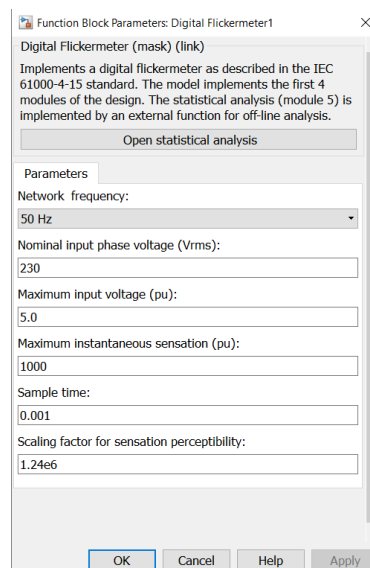 Function Block Parameters: Digital Flickermeter1
Digital Flickermeter (mask) (link)
Implements a digital flickermeter as described in the IEC
61000-4-15 standard. The model implements the first 4
modules of the design. The statistical analysis (module 5) is
implemented by an external function for off-line analysis.
Open statistical analysis
Parameters
Network frequency:
50 Hz
Nominal input phase voltage (Vrms):
230
Maximum input voltage (pu):
5.0
Maximum instantaneous sensation (pu):
1000
Sample time:
0.001
Scaling factor for sensation perceptibility:
1.24e6
OK Cancel Help Apply